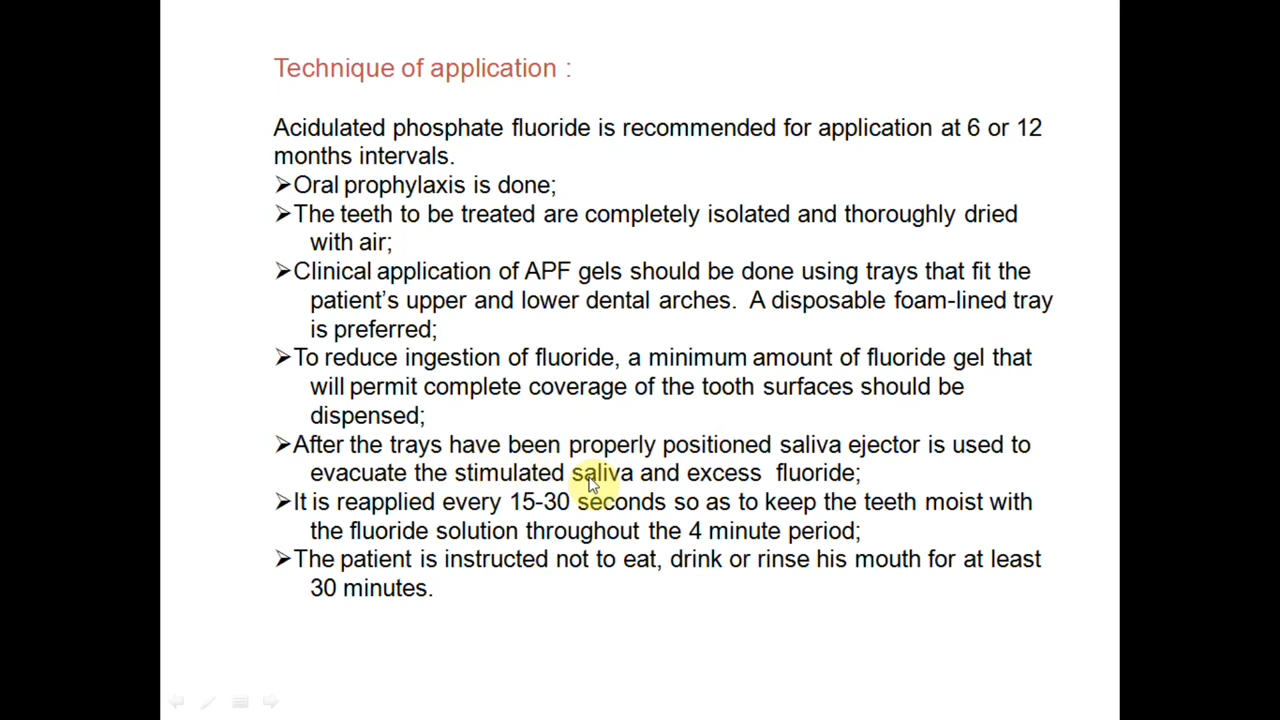 Technique of application :
Acidulated phosphate fluoride is recommended for application at 6 or 12
months intervals.
➢Oral prophylaxis is done;
➢The teeth to be treated are completely isolated and thoroughly dried
with air;
➢Clinical application of APF gels should be done using trays that fit the
patient’s upper and lower dental arches.  A disposable foam-lined tray
is preferred;
➢To reduce ingestion of fluoride, a minimum amount of fluoride gel that
will permit complete coverage of the tooth surfaces should be
dispensed;
➢After the trays have been properly positioned saliva ejector is used to
evacuate the stimulated saliva and excess  fluoride;
➢It is reapplied every 15-30 seconds so as to keep the teeth moist with
the fluoride solution throughout the 4 minute period;
➢The patient is instructed not to eat, drink or rinse his mouth for at least
30 minutes.